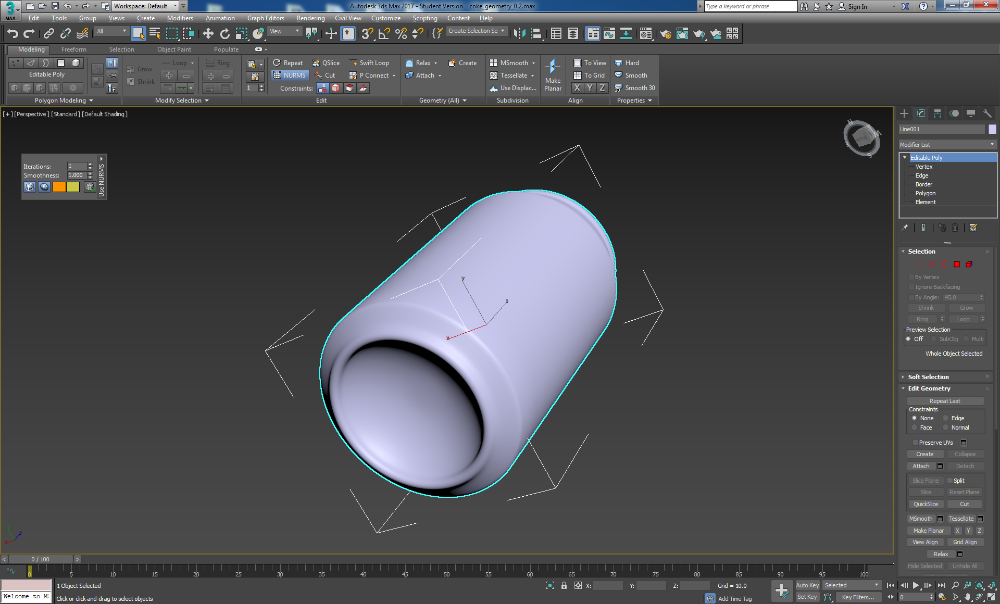 Workspace: Default
Autodesk 3ds Max 2017 - Student Version coke_geometry_0.2.max
Type a keyword or phrase
Sign In
MAX
Edit Tools Group Views Create Modifiers Animation Graph Editors Rendering Civil View Customize Scripting Content Help
All
View
Create Selection Se
Modeling Freeform Selection Object Paint Populate
Editable Poly
Polygon Modeling
Grow
Shrink
Loop
Ring
Modify Selection
1
Repeat QSlice Swift Loop
NURMS Cut P Connect
Constraints:
Edit
Relax Create
Attach
Geometry (All)
MSmooth
Tessellate
Use Displac...
Subdivision
Make
Planar
To View
To Grid
X Y Z
Align
Hard
Smooth
Smooth 30
Properties
[+] [Perspective] [Standard] [Default Shading]
Iterations: 1
Smoothness: 1.000
Use NURMS
y
z
x
Line001
Modifier List
Editable Poly
Vertex
Edge
Border
Polygon
Element
Selection
By Vertex
Ignore Backfacing
By Angle: 45.0
Shrink Grow
Ring Loop
Preview Selection
Off SubObj Multi
Whole Object Selected
Soft Selection
Edit Geometry
Repeat Last
Constraints
None Edge
Face Normal
Preserve UVs
Create Collapse
Attach Detach
Slice Plane Split
Slice Reset Plane
QuickSlice Cut
MSmooth Tessellate
Make Planar X Y Z
View Align Grid Align
Relax
Hide Selected Unhide All
< 0 / 100 >
0 5 10 15 20 25 30 35 40 45 50 55 60 65 70 75 80 85 90 95 100
1 Object Selected
Welcome to M
Click or click-and-drag to select objects
X: Y: Z: Grid = 10.0
Add Time Tag
Auto Key Selected
Set Key Key Filters...
0